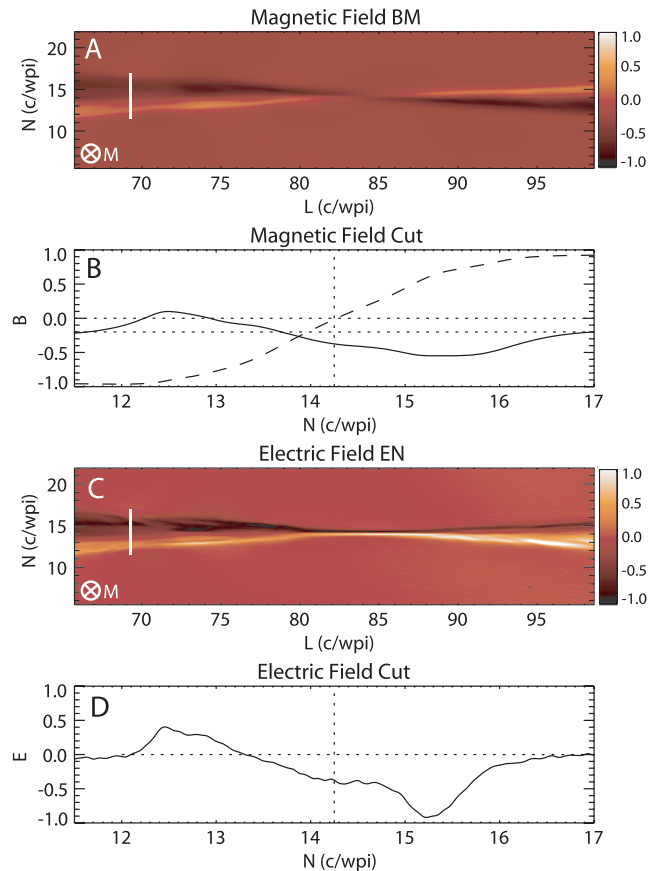 Magnetic Field BM
A
N (c/wpi)
20
15
10
⊗M
70 75 80 85 90 95
L (c/wpi)
1.0
0.5
0.0
-0.5
-1.0
Magnetic Field Cut
B
B
1.0
0.5
0.0
-0.5
-1.0
12 13 14 15 16 17
N (c/wpi)
Electric Field EN
C
N (c/wpi)
20
15
10
⊗M
70 75 80 85 90 95
L (c/wpi)
1.0
0.5
0.0
-0.5
-1.0
Electric Field Cut
D
E
1.0
0.5
0.0
-0.5
-1.0
12 13 14 15 16 17
N (c/wpi)